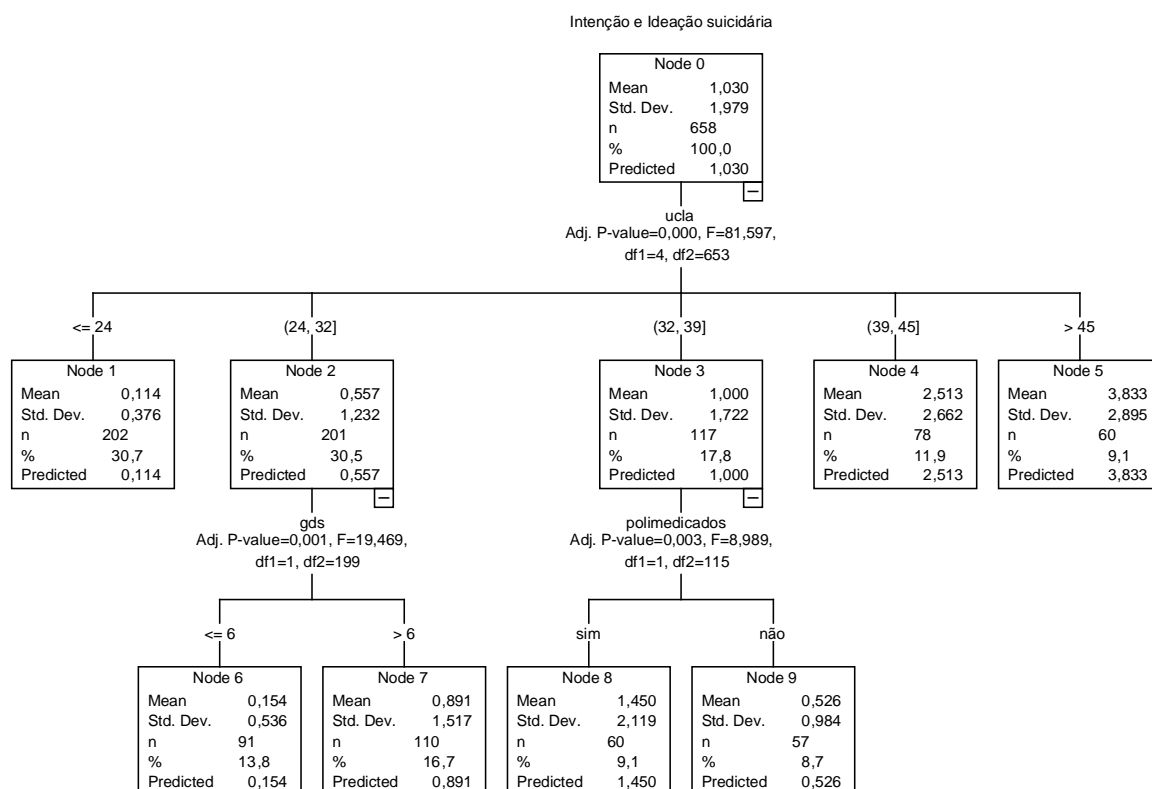 Intenção e Ideação suicidária
Node 0
Mean 1,030
Std. Dev. 1,979
n 658
% 100,0
Predicted 1,030
ucla
Adj. P-value=0,000, F=81,597,
df1=4, df2=653
<= 24
(24, 32]
(32, 39]
(39, 45]
> 45
Node 1
Mean 0,114
Std. Dev. 0,376
n 202
% 30,7
Predicted 0,114
Node 2
Mean 0,557
Std. Dev. 1,232
n 201
% 30,5
Predicted 0,557
Node 3
Mean 1,000
Std. Dev. 1,722
n 117
% 17,8
Predicted 1,000
Node 4
Mean 2,513
Std. Dev. 2,662
n 78
% 11,9
Predicted 2,513
Node 5
Mean 3,833
Std. Dev. 2,895
n 60
% 9,1
Predicted 3,833
gds
Adj. P-value=0,001, F=19,469,
df1=1, df2=199
polimedicados
Adj. P-value=0,003, F=8,989,
df1=1, df2=115
<= 6
> 6
sim
não
Node 6
Mean 0,154
Std. Dev. 0,536
n 91
% 13,8
Predicted 0,154
Node 7
Mean 0,891
Std. Dev. 1,517
n 110
% 16,7
Predicted 0,891
Node 8
Mean 1,450
Std. Dev. 2,119
n 60
% 9,1
Predicted 1,450
Node 9
Mean 0,526
Std. Dev. 0,984
n 57
% 8,7
Predicted 0,526